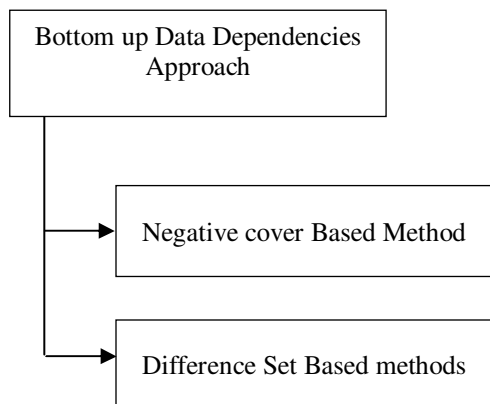 Bottom up Data Dependencies
Approach
Negative cover Based Method
Difference Set Based methods